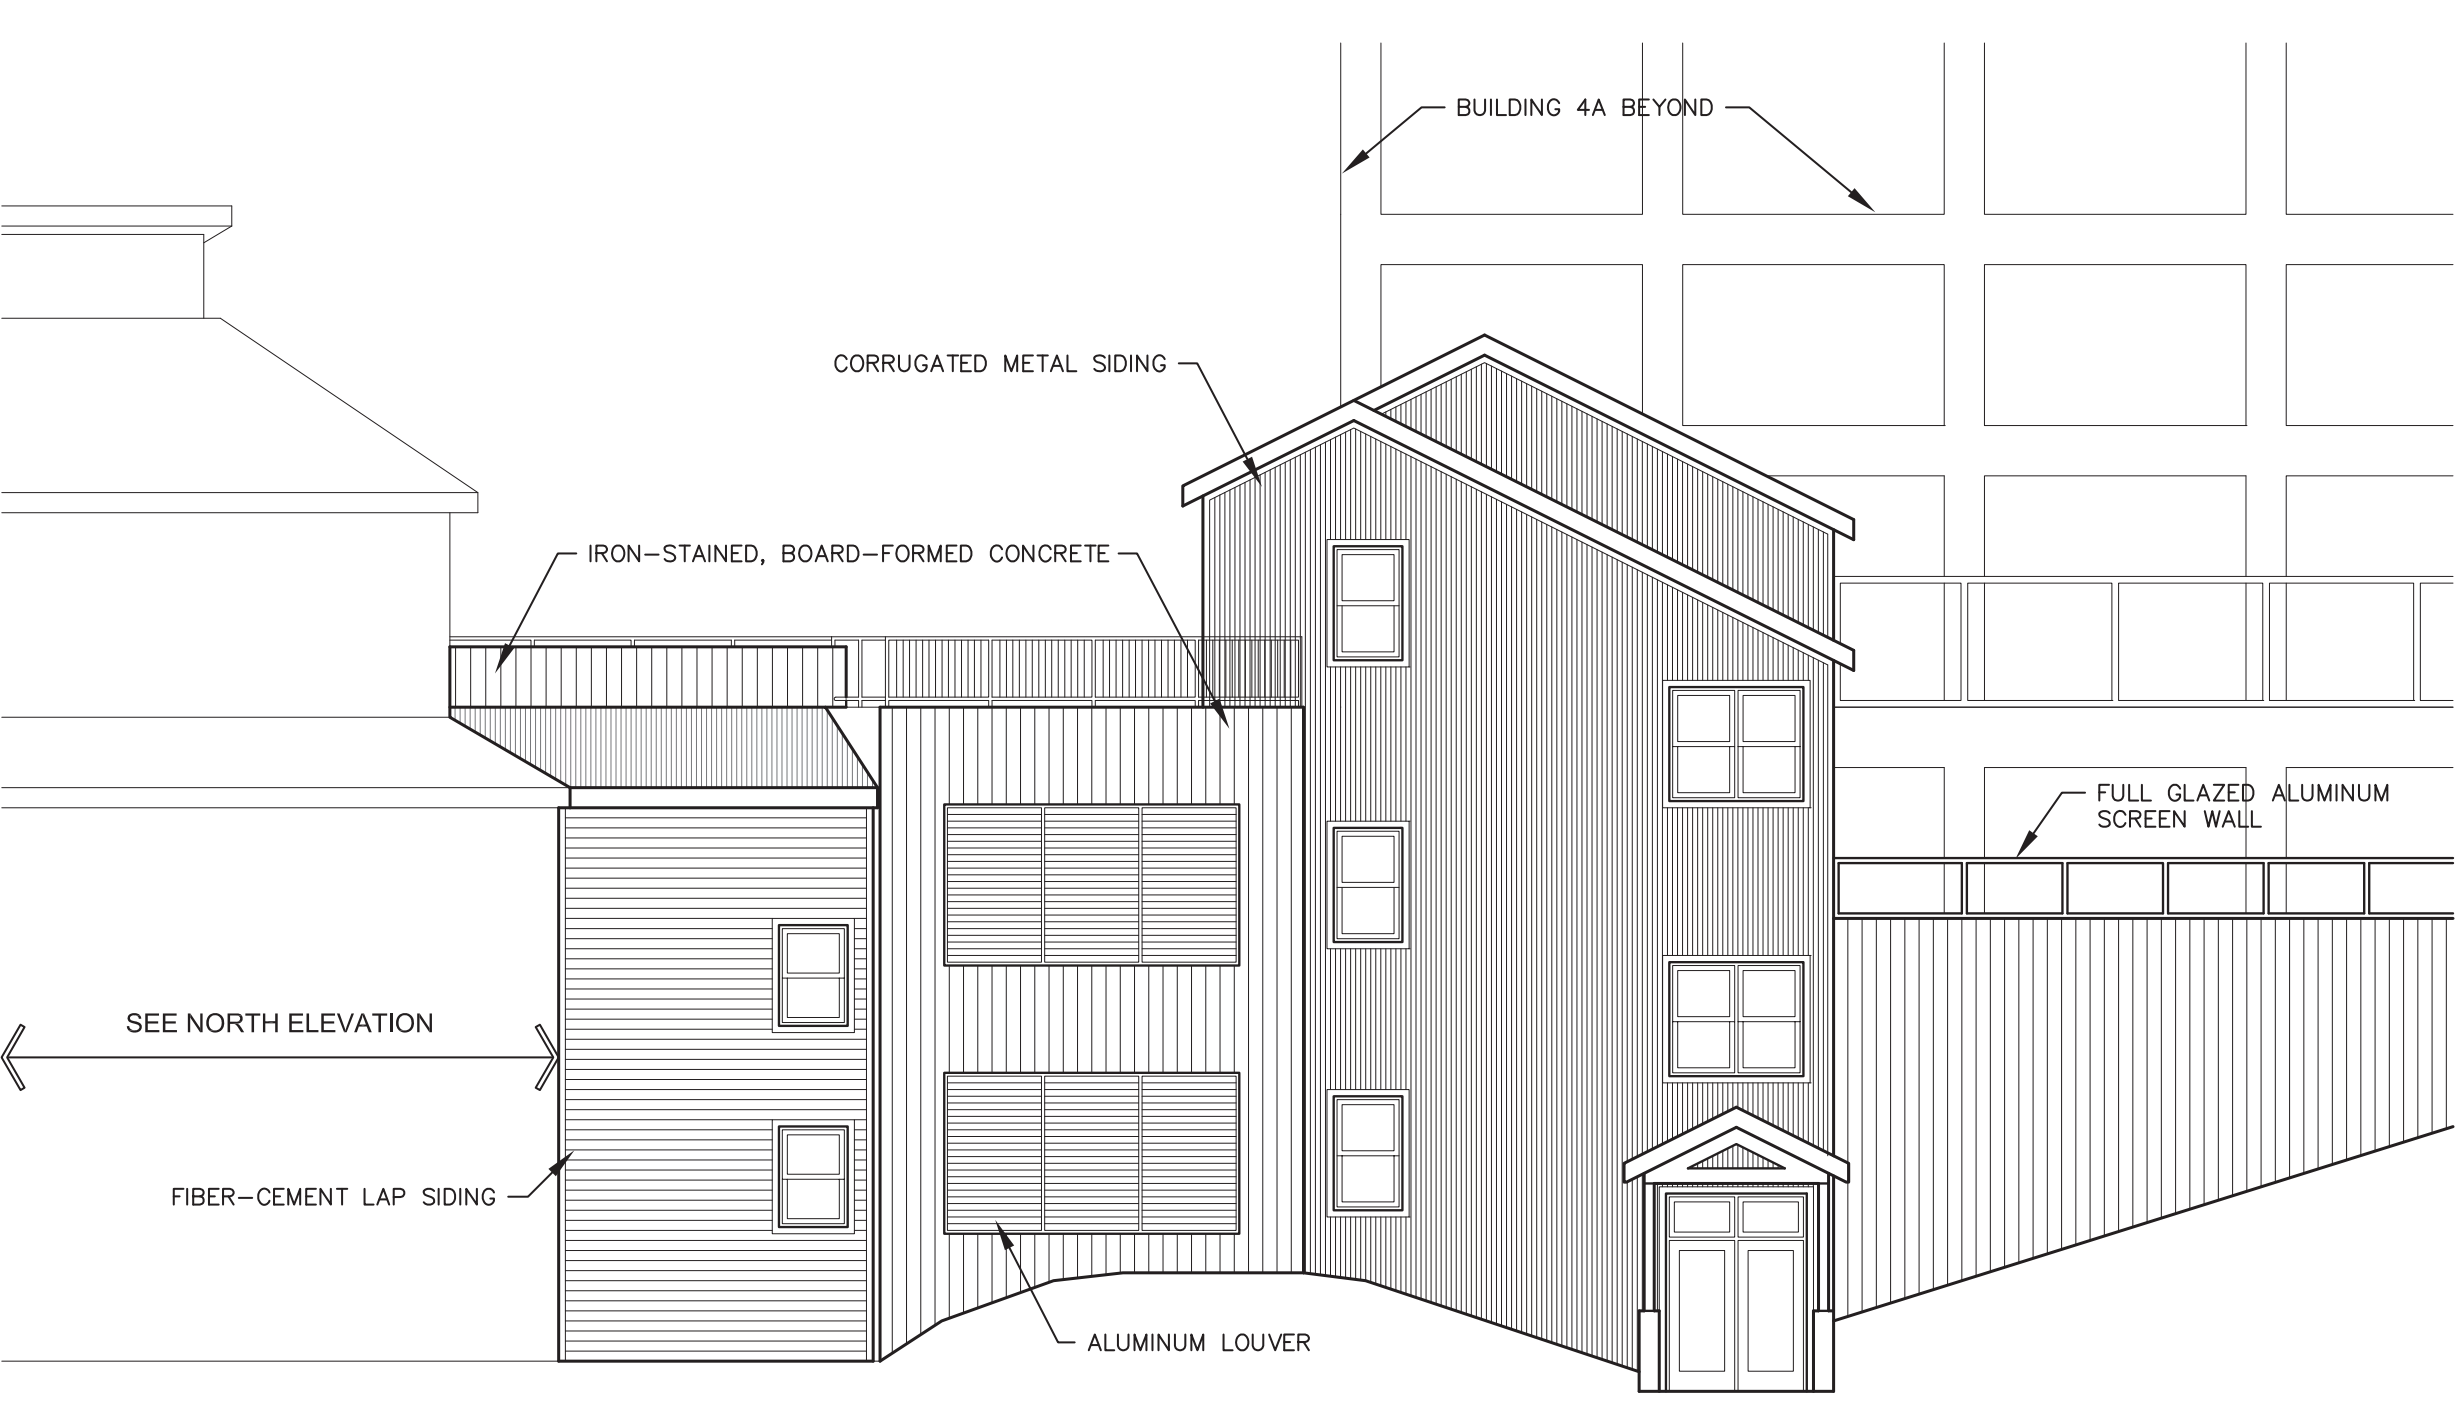 BUILDING 4A BEYOND
CORRUGATED METAL SIDING
IRON-STAINED, BOARD-FORMED CONCRETE
FULL GLAZED ALUMINUM
SCREEN WALL
SEE NORTH ELEVATION
FIBER-CEMENT LAP SIDING
ALUMINUM LOUVER